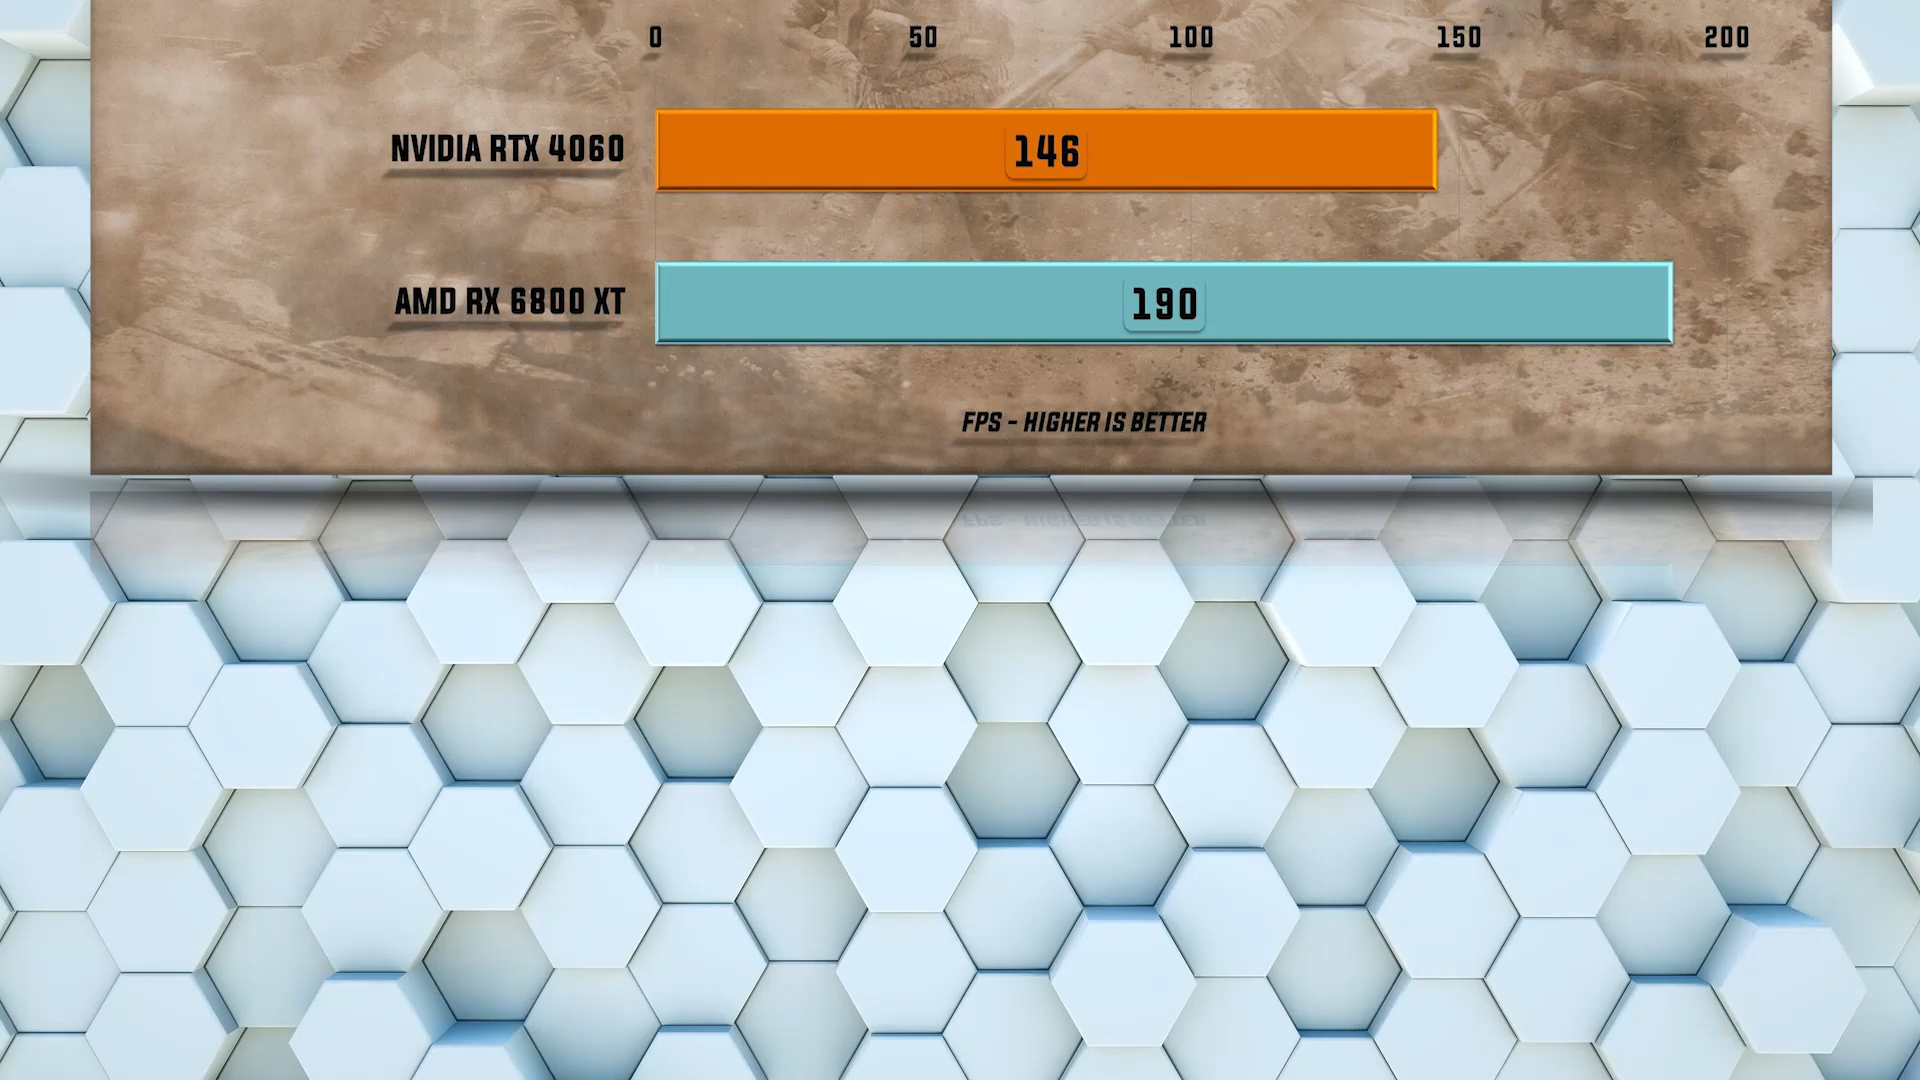 0 50 100 150 200
NVIDIA RTX 4060 146
AMD RX 6800 XT 190
FPS - HIGHER IS BETTER